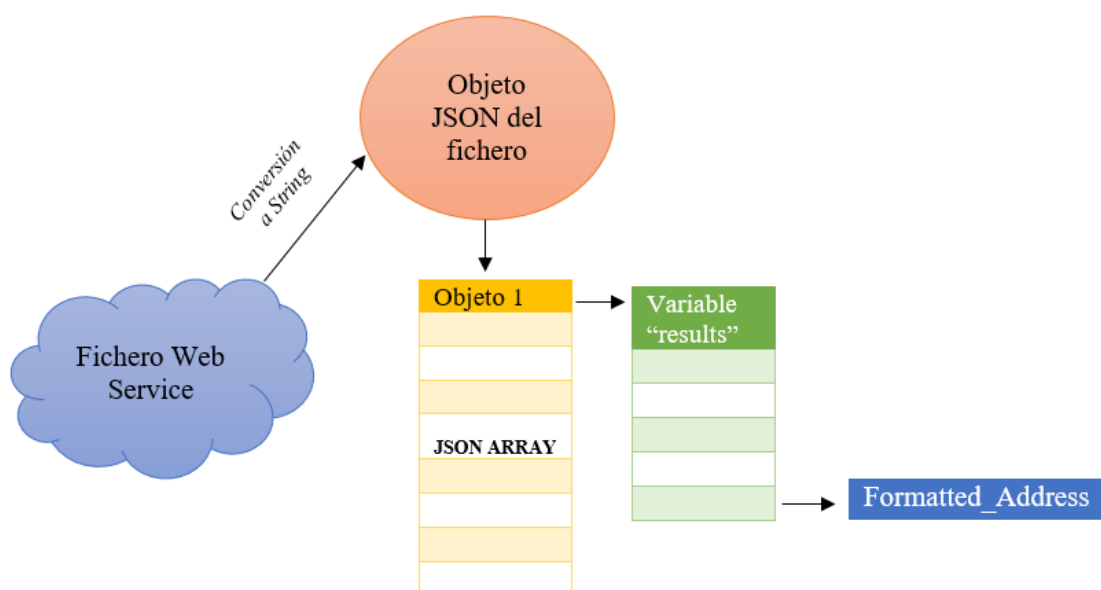 Objeto
JSON del
fichero
Conversión
a String
Fichero Web
Service
Objeto 1
JSON ARRAY
Variable
“results”
Formatted_Address